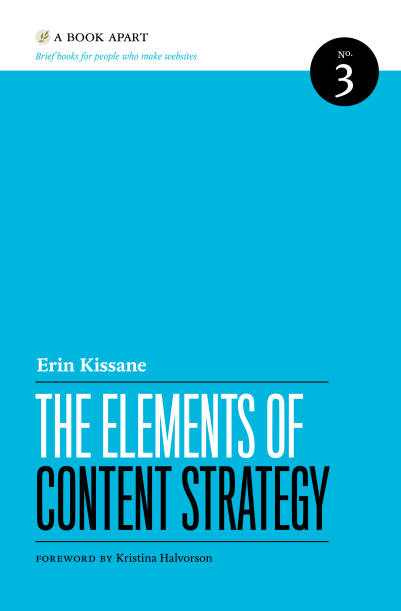 A BOOK APART
Brief books for people who make websites
No.
3
Erin Kissane
THE ELEMENTS OF
CONTENT STRATEGY
FOREWORD BY Kristina Halvorson